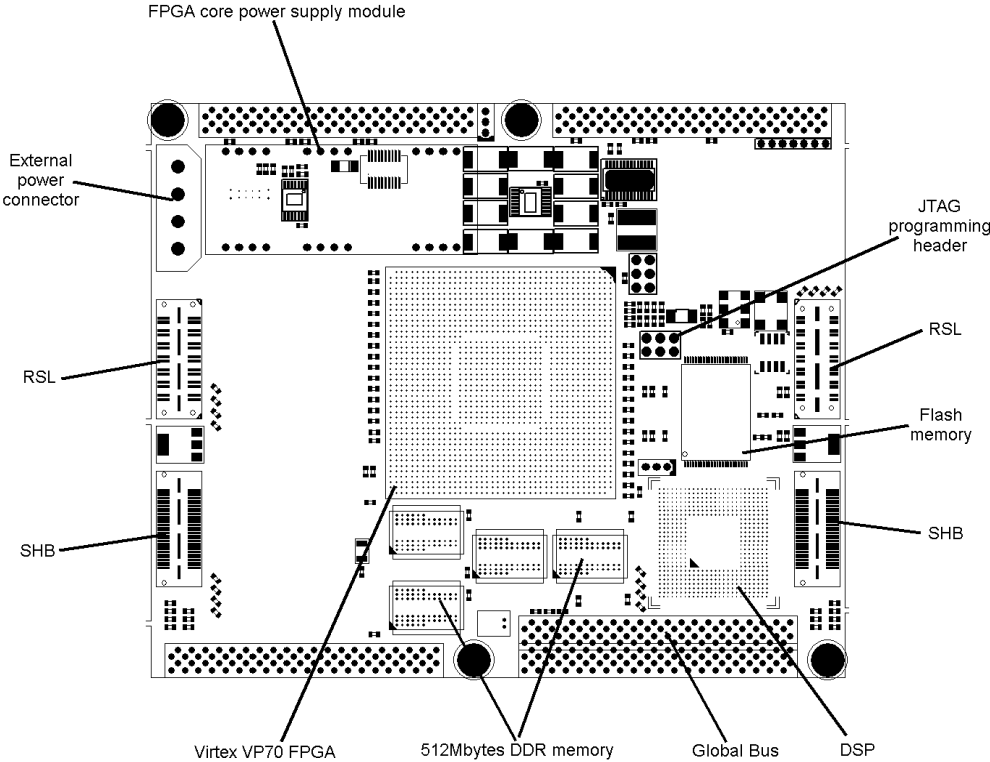 FPGA core power supply module
External
power
connector
JTAG
programming
header
RSL
RSL
Flash
memory
SHB
SHB
Virtex VP70 FPGA
512Mbytes DDR memory
Global Bus
DSP